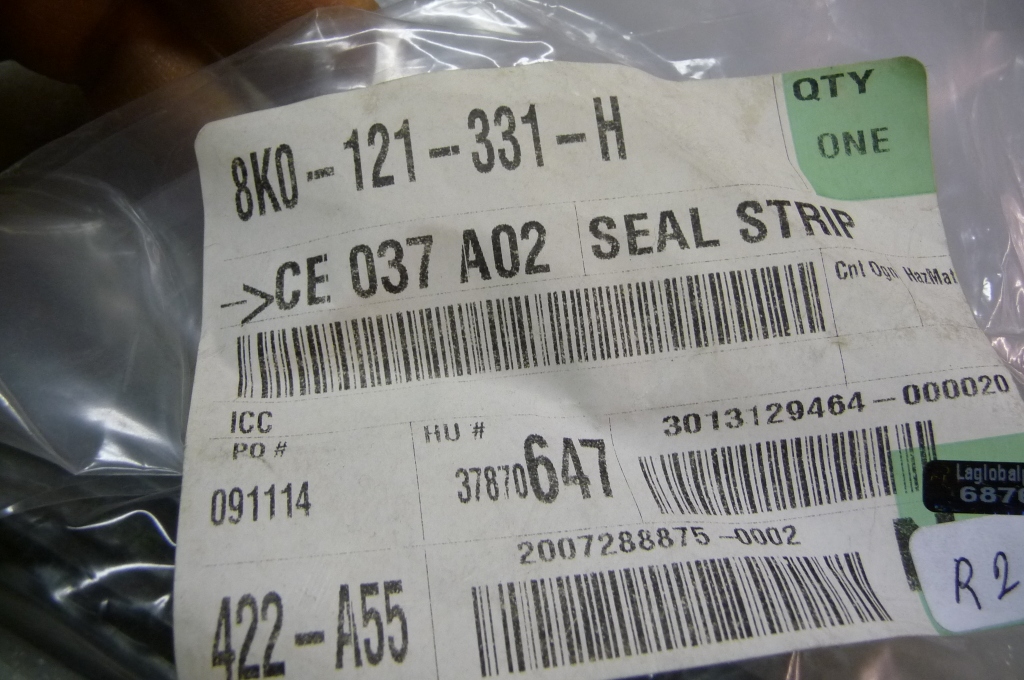 8K0-121-331-H
QTY
ONE
->CE 037 A02 SEAL STRIP
Cnt Ogn HazMat
ICC
PO #
HU #
3013129464-000020
091114
37870647
Laglobal
687
2007288875-0002
R2
422-A55